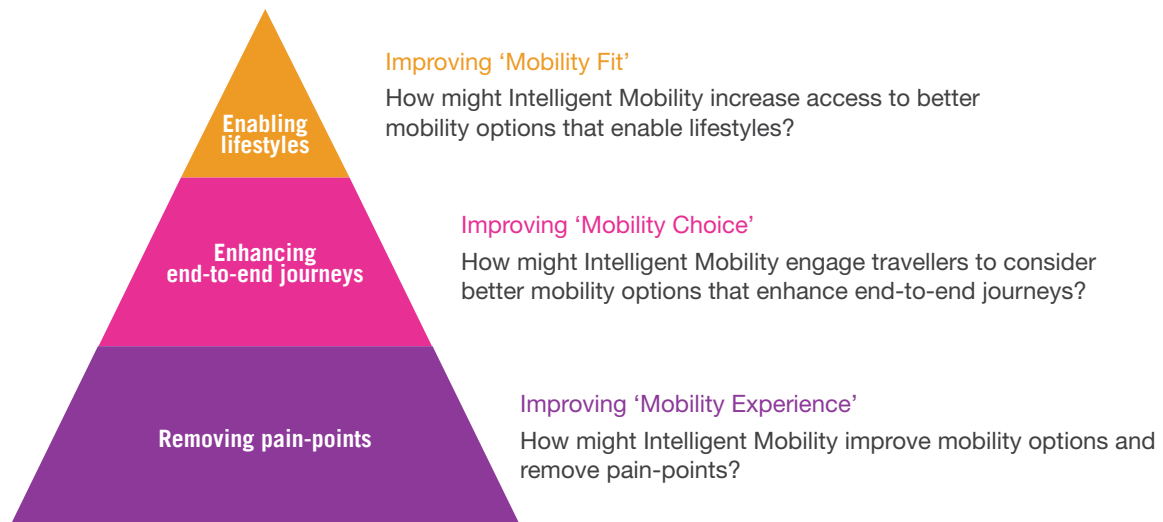 Enabling
lifestyles
Improving ‘Mobility Fit’
How might Intelligent Mobility increase access to better
mobility options that enable lifestyles?
Enhancing
end-to-end journeys
Improving ‘Mobility Choice’
How might Intelligent Mobility engage travellers to consider
better mobility options that enhance end-to-end journeys?
Removing pain-points
Improving ‘Mobility Experience’
How might Intelligent Mobility improve mobility options and
remove pain-points?